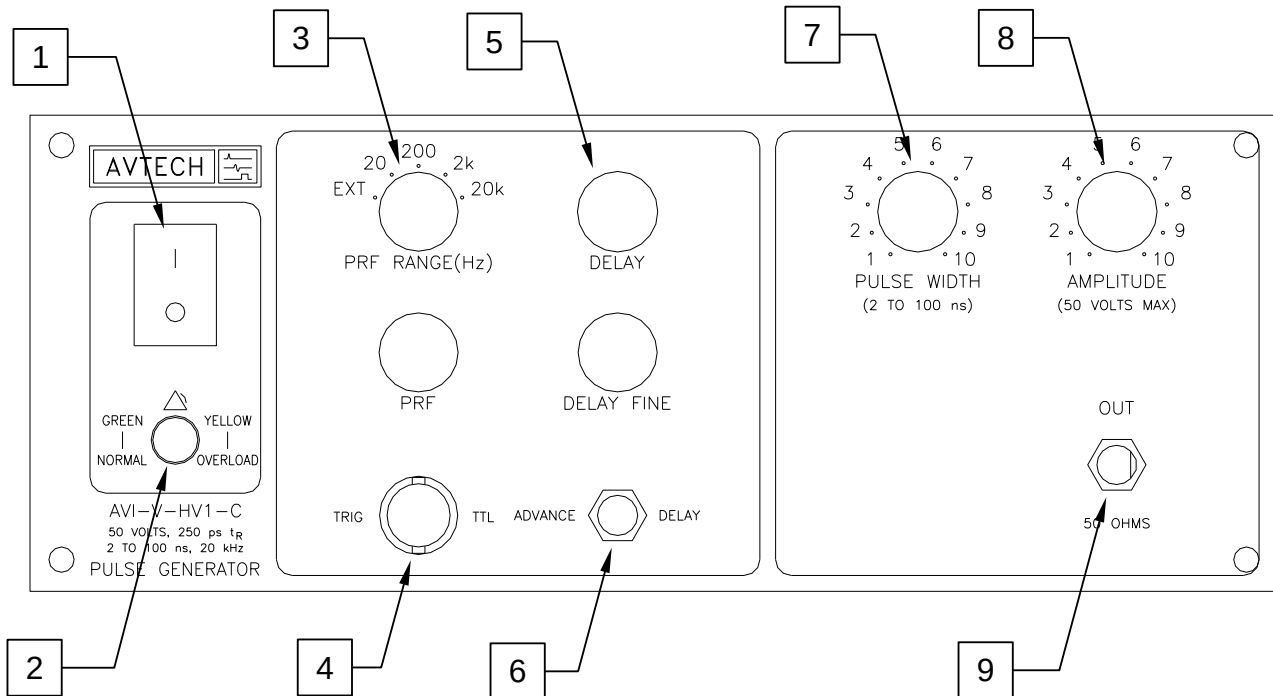 1
3
5
7
8
AVTECH
EXT 20 200 2k 20k
PRF RANGE(Hz)
DELAY
1 2 3 4 5 6 7 8 9 10
PULSE WIDTH
(2 TO 100 ns)
1 2 3 4 5 6 7 8 9 10
AMPLITUDE
(50 VOLTS MAX)
PRF
DELAY FINE
GREEN
NORMAL
YELLOW
OVERLOAD
OUT
50 OHMS
TRIG
TTL
ADVANCE
DELAY
AVI-V-HV1-C
50 VOLTS, 250 ps tR
2 TO 100 ns, 20 kHz
PULSE GENERATOR
2
4
6
9